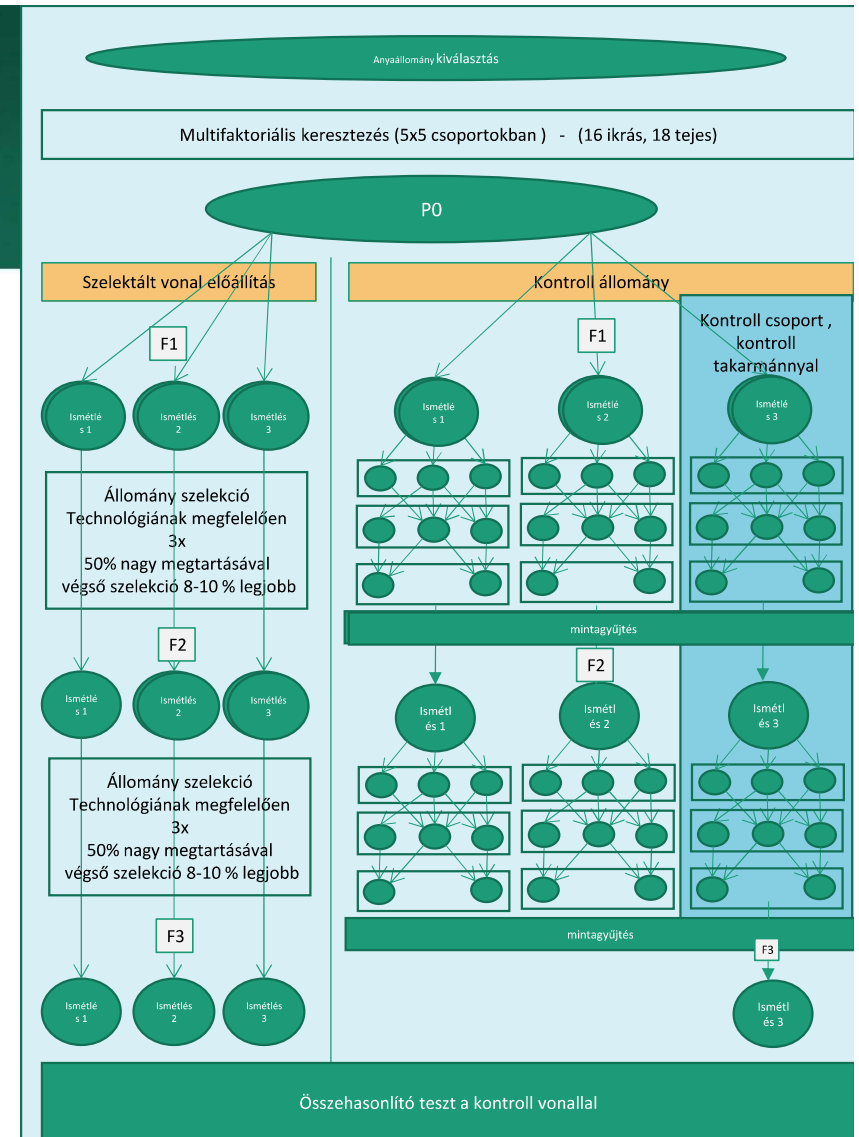 Anyaállomány kiválasztás
Multifaktoriális keresztezés (5x5 csoportokban ) - (16 ikrás, 18 tejes)
P0
Szelektált vonal előállítás
Kontroll állomány
Kontroll csoport ,
kontroll
takarmánnyal
F1
F1
Ismétlé
s 1
Ismétlés
2
Ismétlés
3
Ismétlé
s 1
Ismétlé
s 2
Ismétlé
s 3
Állomány szelekció
Technológiának megfelelően
3x
50% nagy megtartásával
végső szelekció 8-10 % legjobb
mintagyűjtés
F2
F2
Ismétlé
s 1
Ismétlés
2
Ismétlés
3
Ismétl
és 1
Ismétl
és 2
Ismétl
és 3
Állomány szelekció
Technológiának megfelelően
3x
50% nagy megtartásával
végső szelekció 8-10 % legjobb
mintagyűjtés
F3
F3
Ismétlé
s 1
Ismétlés
2
Ismétlés
3
Ismétl
és 3
Összehasonlító teszt a kontroll vonallal